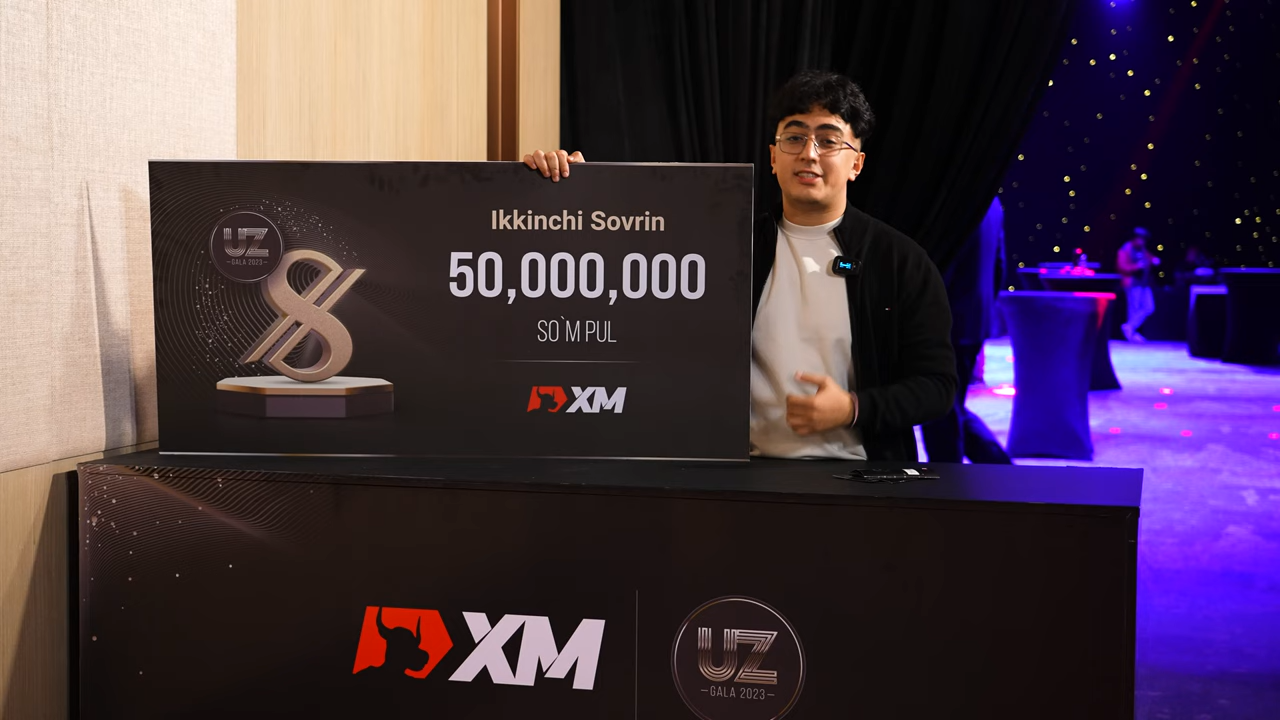 UZ
GALA 2023
Ikkinchi Sovrin
50,000,000
SO`M PUL
XM
XM
UZ
GALA 2023